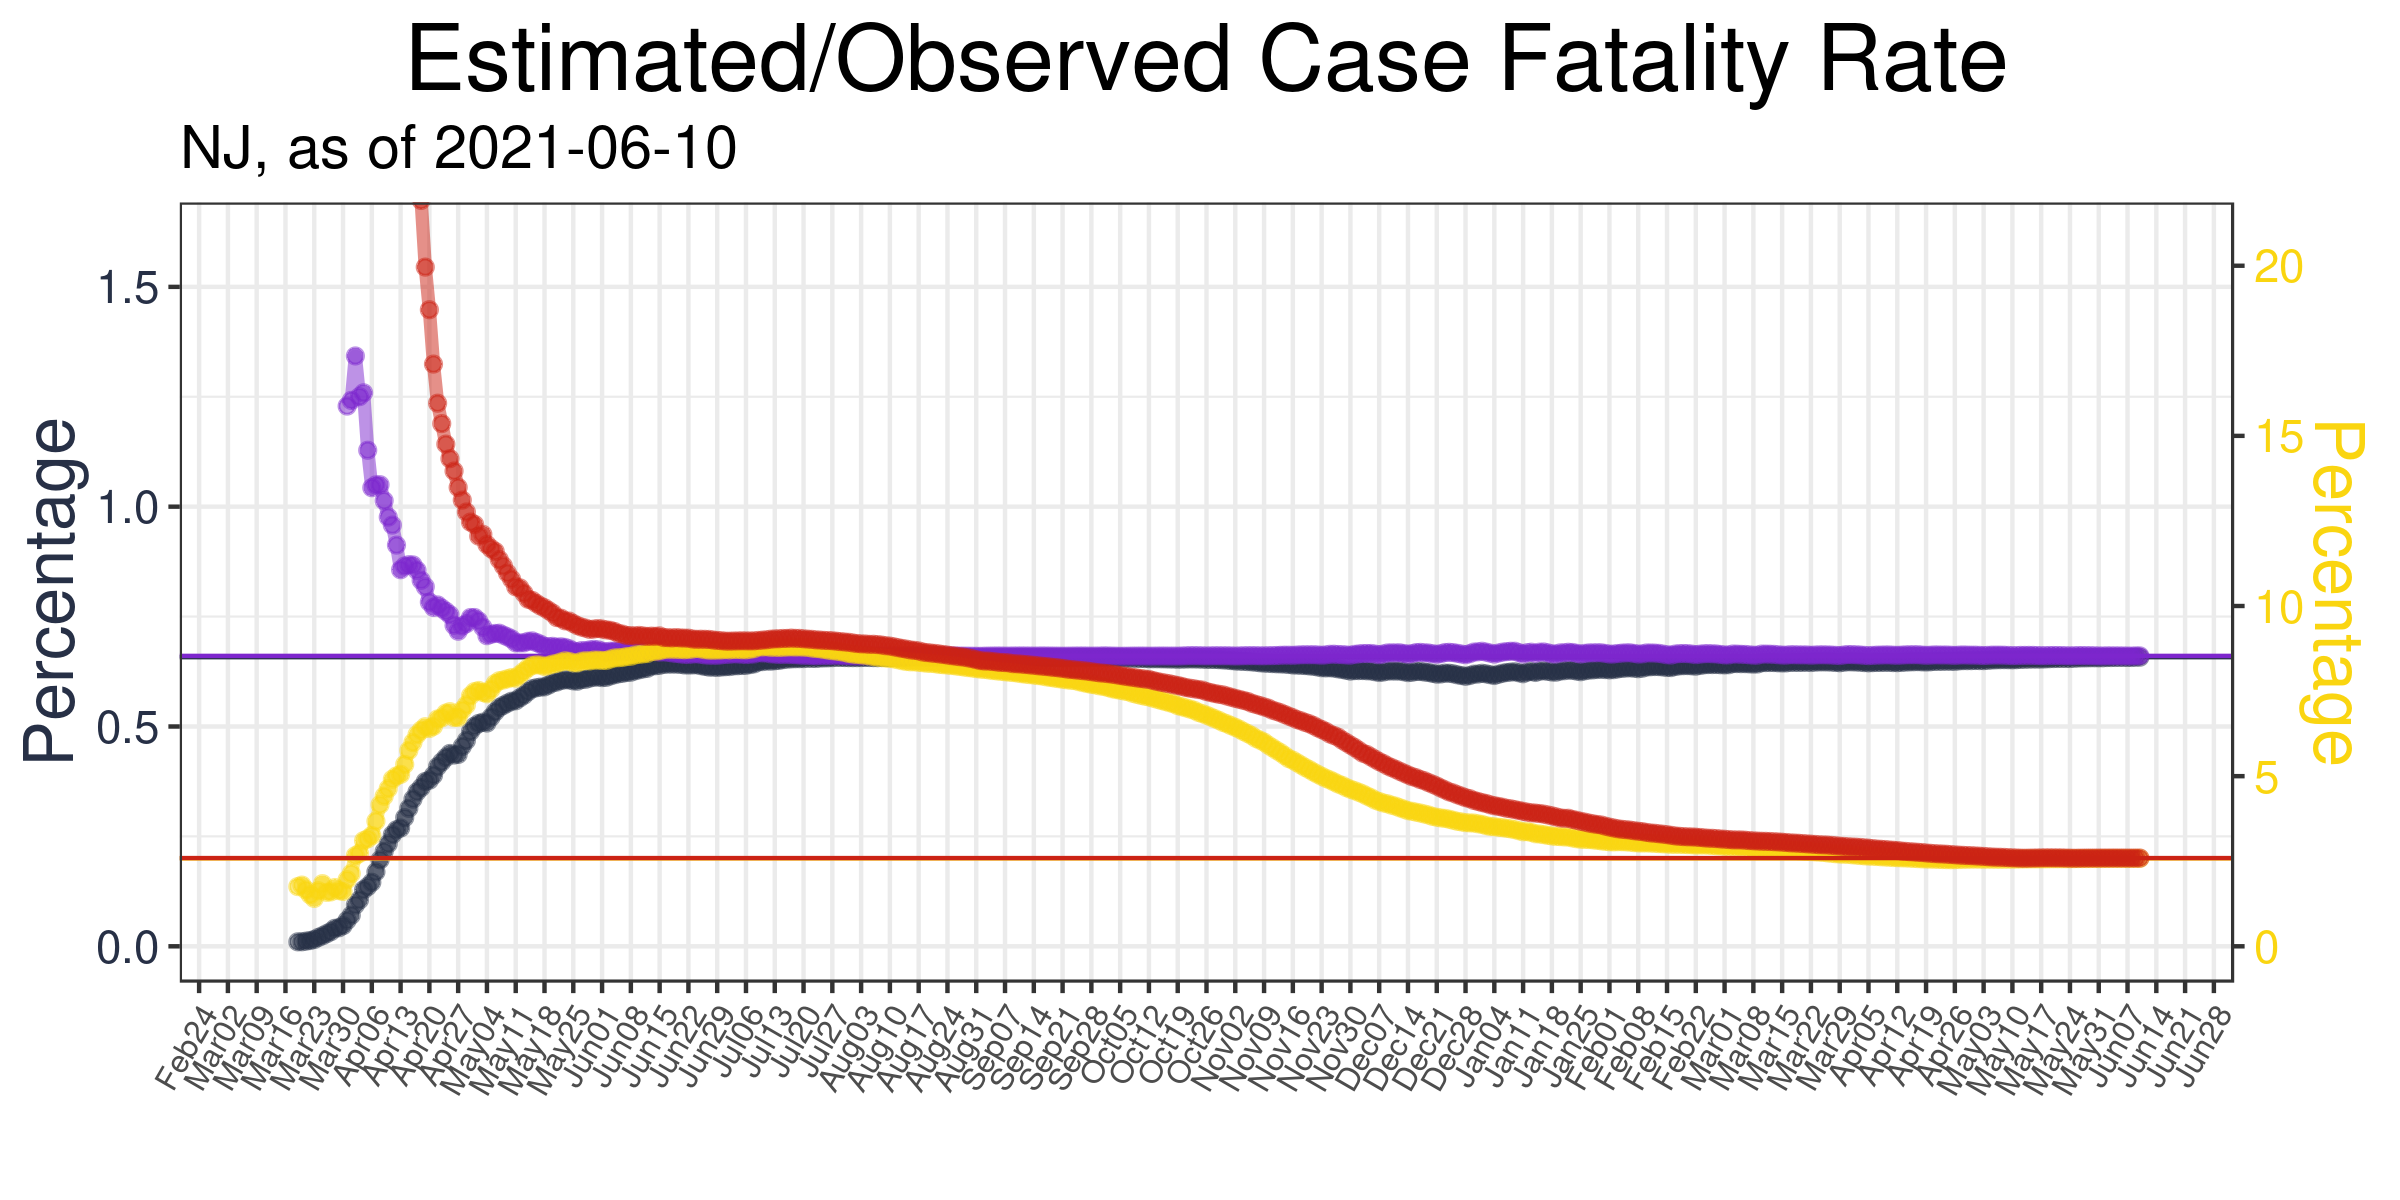 Estimated/Observed Case Fatality Rate
NJ, as of 2021-06-10
Percentage
1.5
1.0
0.5
0.0
20
15
10
5
0
Percentage
Feb24 Mar02 Mar09 Mar16 Mar23 Mar30 Apr06 Apr13 Apr20 Apr27 May04 May11 May18 May25 Jun01 Jun08 Jun15 Jun22 Jun29 Jul06 Jul13 Jul20 Jul27 Aug03 Aug10 Aug17 Aug24 Aug31 Sep07 Sep14 Sep21 Sep28 Oct05 Oct12 Oct19 Oct26 Nov02 Nov09 Nov16 Nov23 Nov30 Dec07 Dec14 Dec21 Dec28 Jan04 Jan11 Jan18 Jan25 Feb01 Feb08 Feb15 Feb22 Mar01 Mar08 Mar15 Mar22 Mar29 Apr05 Apr12 Apr19 Apr26 May03 May10 May17 May24 May31 Jun07 Jun14 Jun21 Jun28